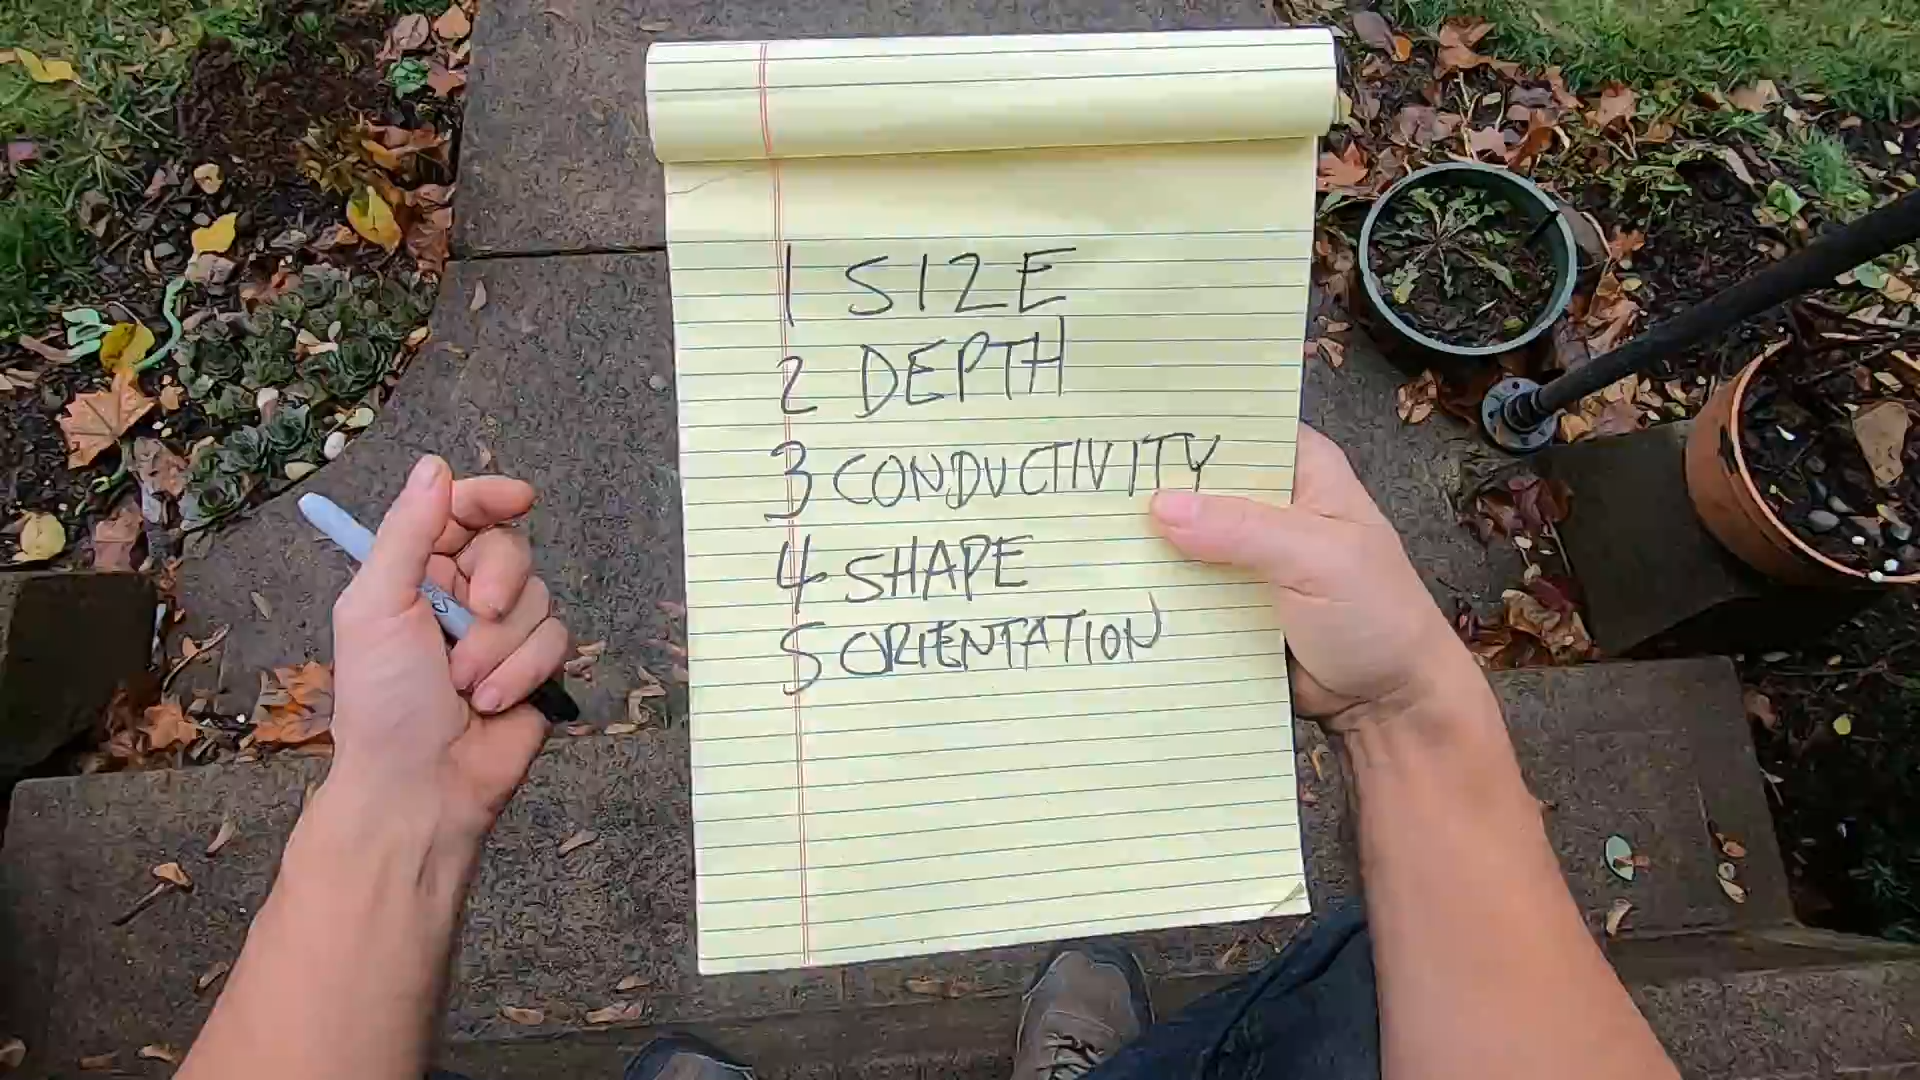 1 SIZE
2 DEPTH
3 CONDUCTIVITY
4 SHAPE
5 ORIENTATION